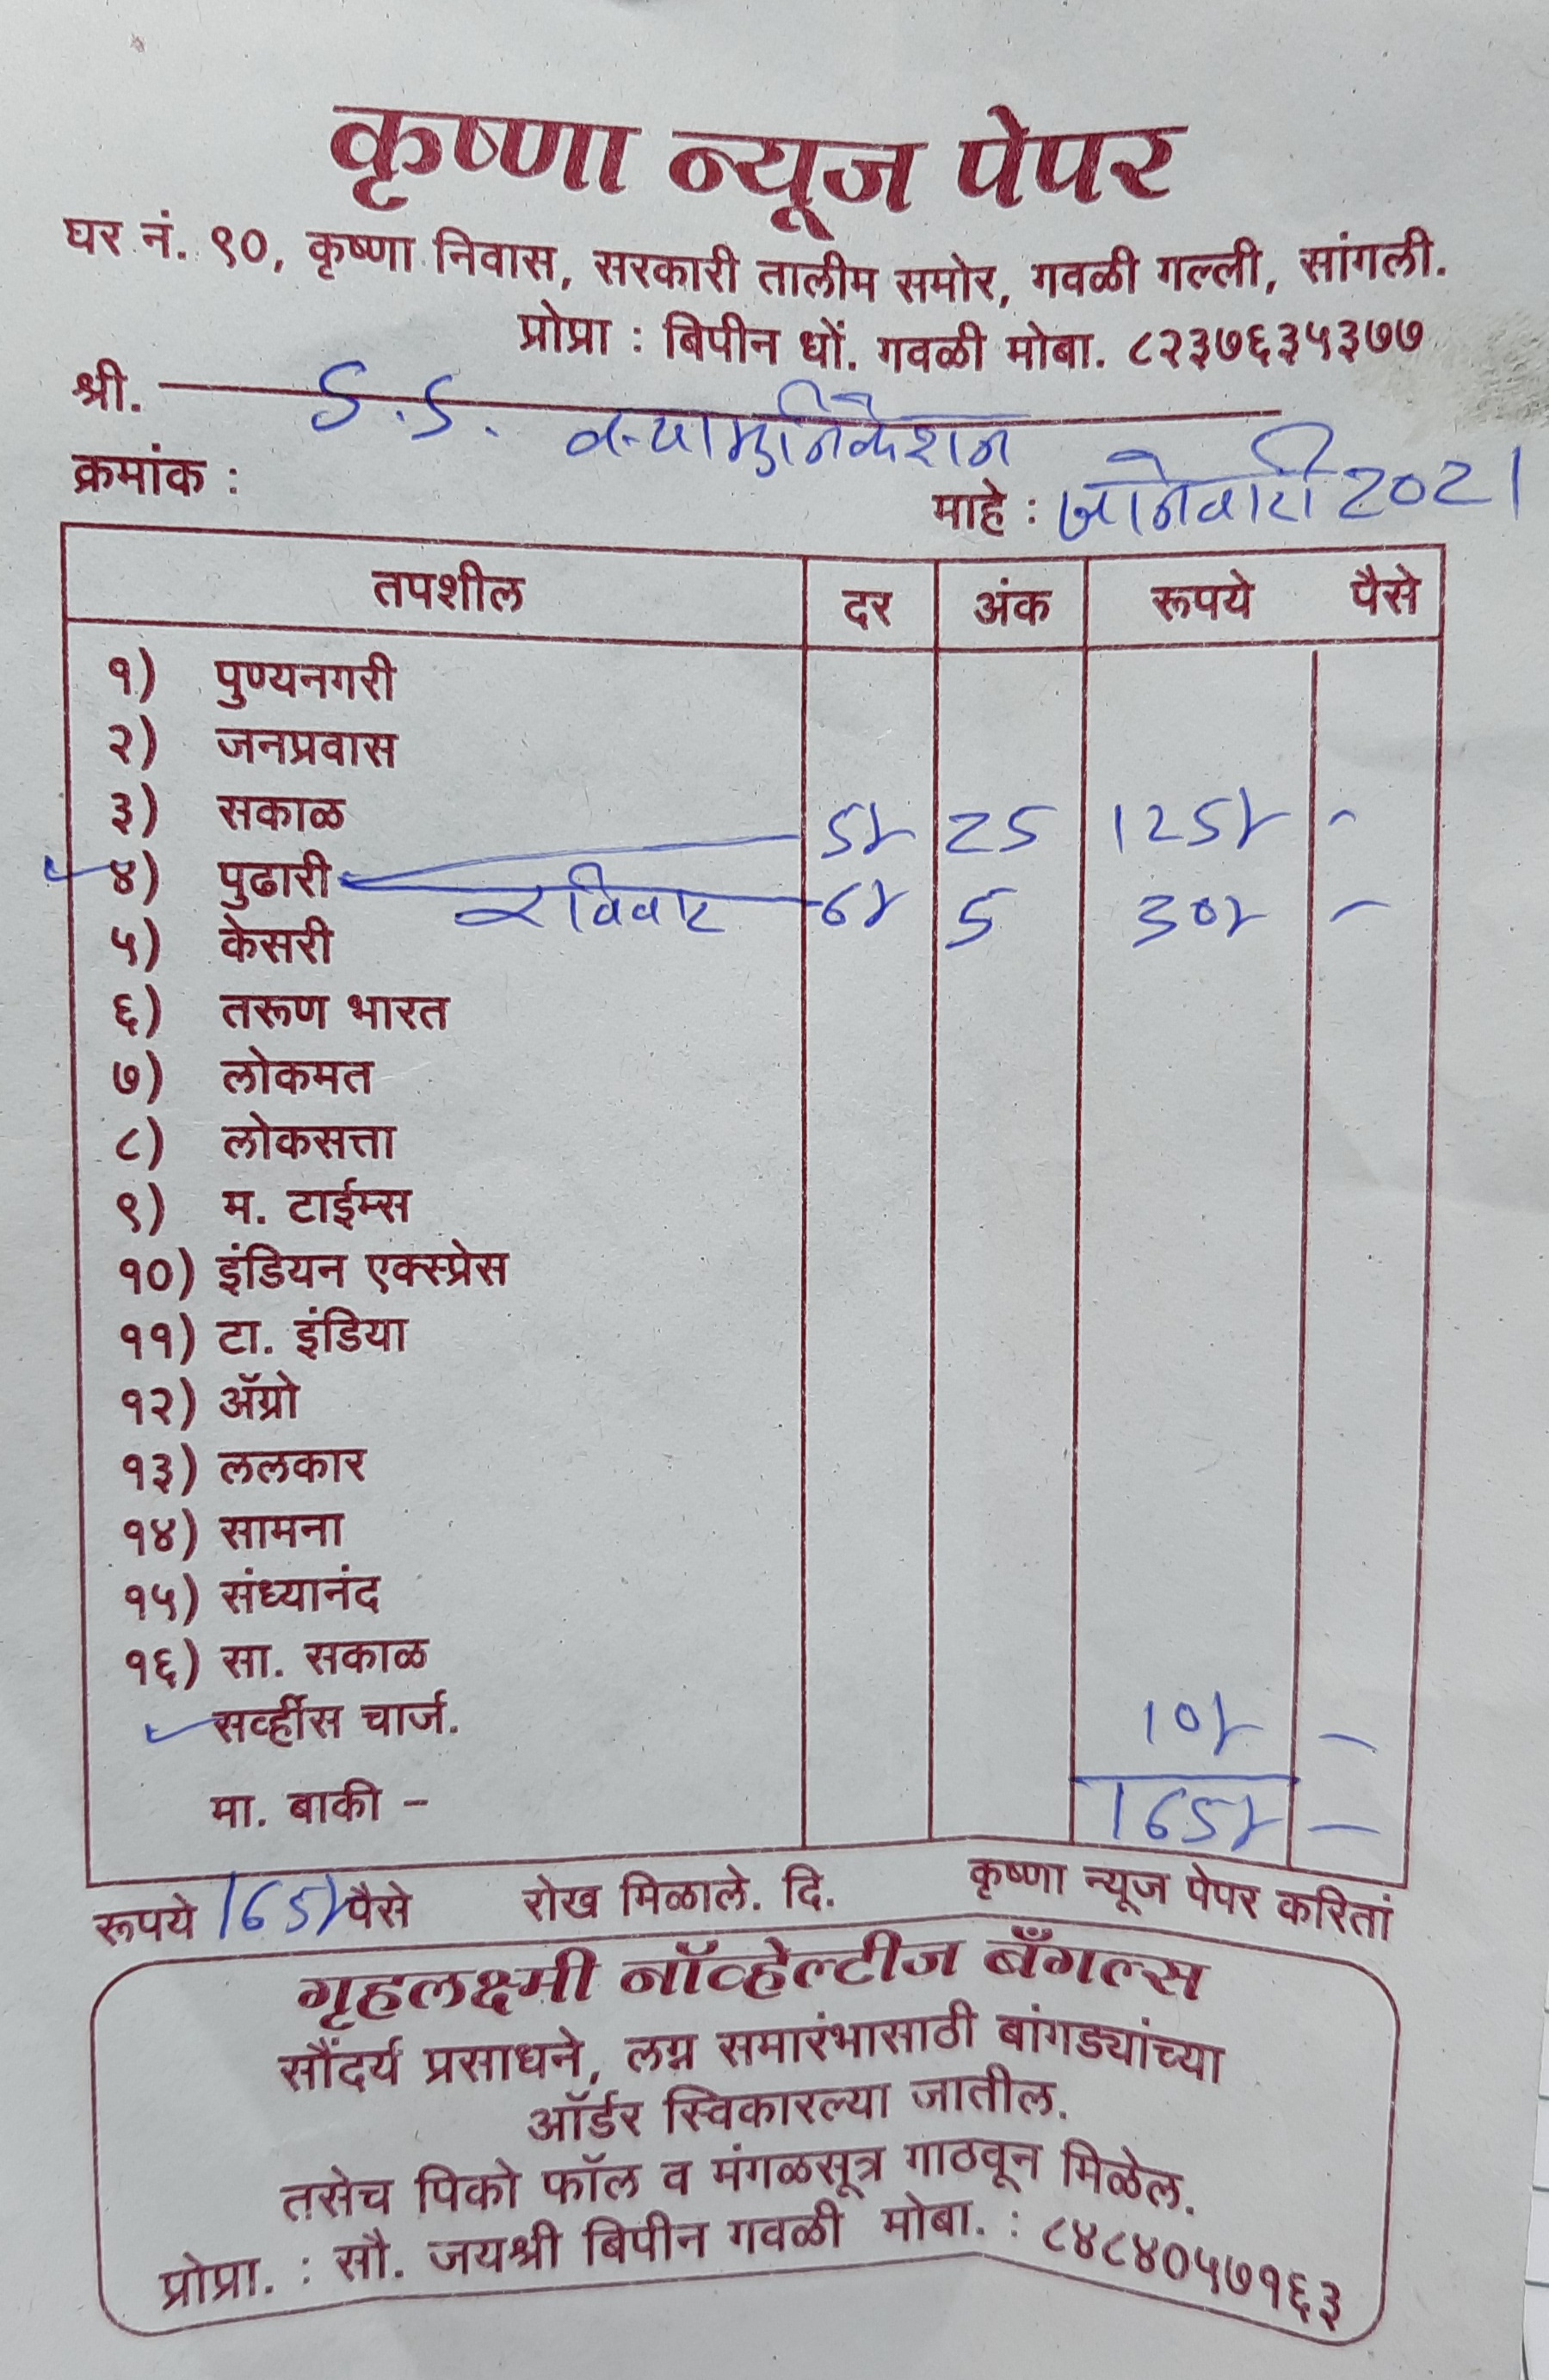 कृष्णा न्यूज पेपर
घर नं. ९०, कृष्णा निवास, सरकारी तालीम समोर, गवळी गल्ली, सांगली.
प्रोप्रा : बिपीन धों. गवळी मोबा. ८२३७६३५३७७
श्री. S.S. कम्युनिकेशन
क्रमांक :
माहे : जानेवारी 2021
तपशील दर अंक रूपये पैसे
१) पुण्यनगरी
२) जनप्रवास
३) सकाळ 5/- 25 125/- -
४) पुढारी रविवार 6/- 5 30/- -
५) केसरी
६) तरूण भारत
७) लोकमत
८) लोकसत्ता
९) म. टाईम्स
१०) इंडियन एक्स्प्रेस
११) टा. इंडिया
१२) ॲग्रो
१३) ललकार
१४) सामना
१५) संध्यानंद
१६) सा. सकाळ
सर्व्हीस चार्ज. 10/- -
मा. बाकी - 165/- -
रूपये 165/- पैसे रोख मिळाले. दि. कृष्णा न्यूज पेपर करितां
गृहलक्ष्मी नॉव्हेल्टीज बँगल्स
सौंदर्य प्रसाधने, लग्न समारंभासाठी बांगड्यांच्या
ऑर्डर स्विकारल्या जातील.
तसेच पिको फॉल व मंगळसूत्र गाठवून मिळेल.
प्रोप्रा. : सौ. जयश्री बिपीन गवळी मोबा. : ८४८४०५७१६३